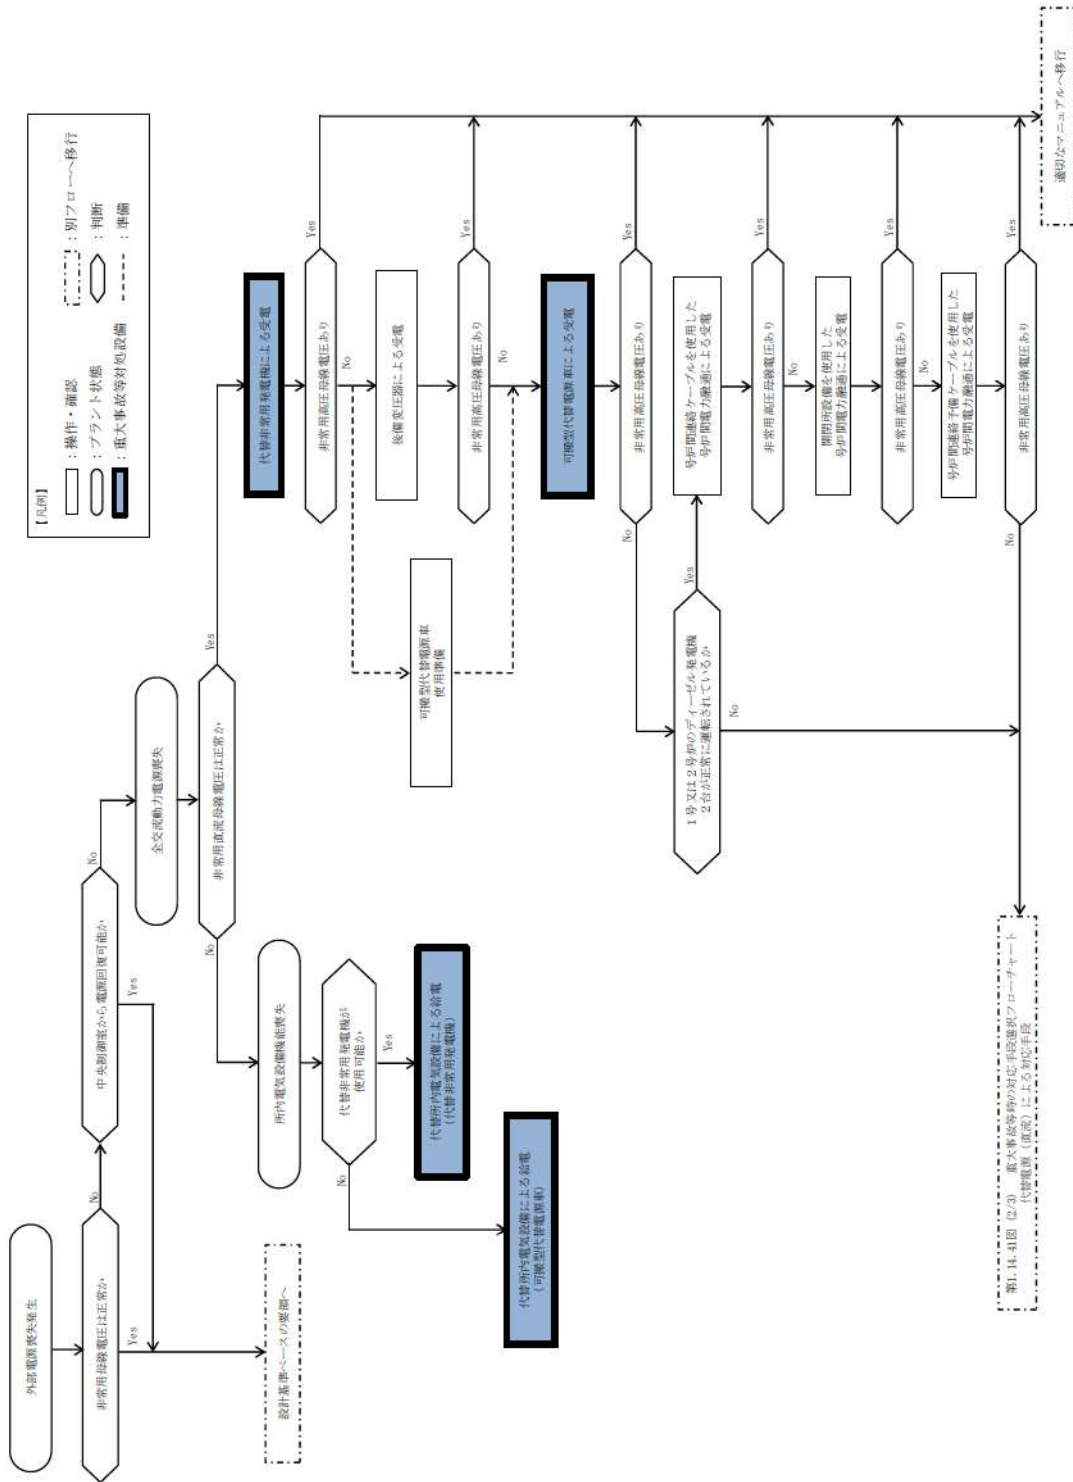 【凡例】
：操作・確認
：別フローへ移行
：プラント状態
：判断
：重大事故等対処設備
：準備
外部電源喪失発生
非常用母線電圧は正常か
No
Yes
中央制御室から電源回復可能か
No
Yes
設計基準ベースの要領へ
全交流動力電源喪失
非常用直流母線電圧は正常か
No
Yes
所内電気設備機能喪失
代替非常用発電機が
使用可能か
No
Yes
代替所内電気設備による給電
（代替非常用発電機）
代替所内電気設備による給電
（可搬型代替電源車）
代替非常用発電機による受電
非常用高圧母線電圧あり
Yes
No
後備変圧器による受電
可搬型代替電源車
使用準備
非常用高圧母線電圧あり
Yes
No
可搬型代替電源車による受電
非常用高圧母線電圧あり
Yes
No
1号又は2号炉のディーゼル発電機
2台が正常に運転されているか
Yes
No
号炉間連絡ケーブルを使用した
号炉間電力融通による受電
非常用高圧母線電圧あり
Yes
No
開閉所設備を使用した
号炉間電力融通による受電
非常用高圧母線電圧あり
Yes
No
号炉間連絡予備ケーブルを使用した
号炉間電力融通による受電
非常用高圧母線電圧あり
Yes
No
適切なマニュアルへ移行
第1.14.41図（2/3）　重大事故等時の対応手段選択フローチャート
代替電源（直流）による対応手段